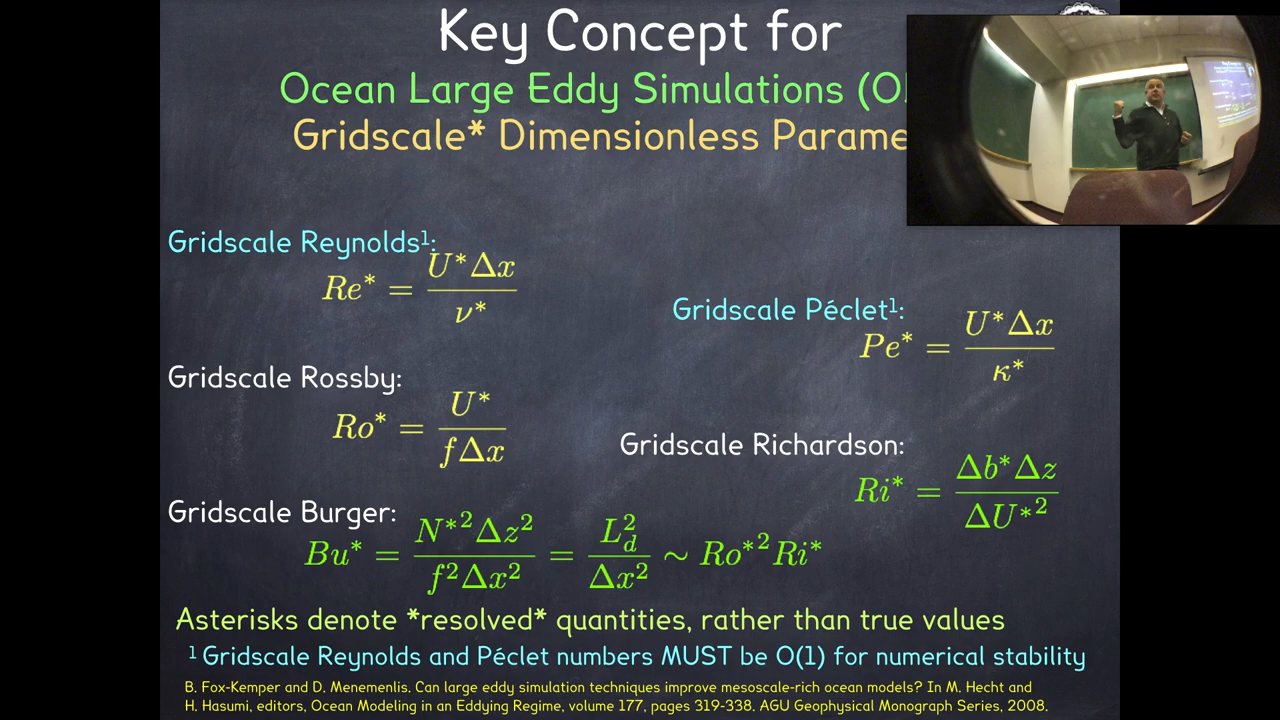 Key Concept for
Ocean Large Eddy Simulations (O
Gridscale* Dimensionless Parame
Gridscale Reynolds¹:
Re* = U*Δx / ν*
Gridscale Péclet¹:
Pe* = U*Δx / κ*
Gridscale Rossby:
Ro* = U* / fΔx
Gridscale Richardson:
Ri* = Δb*Δz / ΔU*²
Gridscale Burger:
Bu* = N*²Δz² / f²Δx² = L_d² / Δx² ∼ Ro*²Ri*
Asterisks denote *resolved* quantities, rather than true values
¹ Gridscale Reynolds and Péclet numbers MUST be O(1) for numerical stability
B. Fox-Kemper and D. Menemenlis. Can large eddy simulation techniques improve mesoscale-rich ocean models? In M. Hecht and
H. Hasumi, editors, Ocean Modeling in an Eddying Regime, volume 177, pages 319-338. AGU Geophysical Monograph Series, 2008.